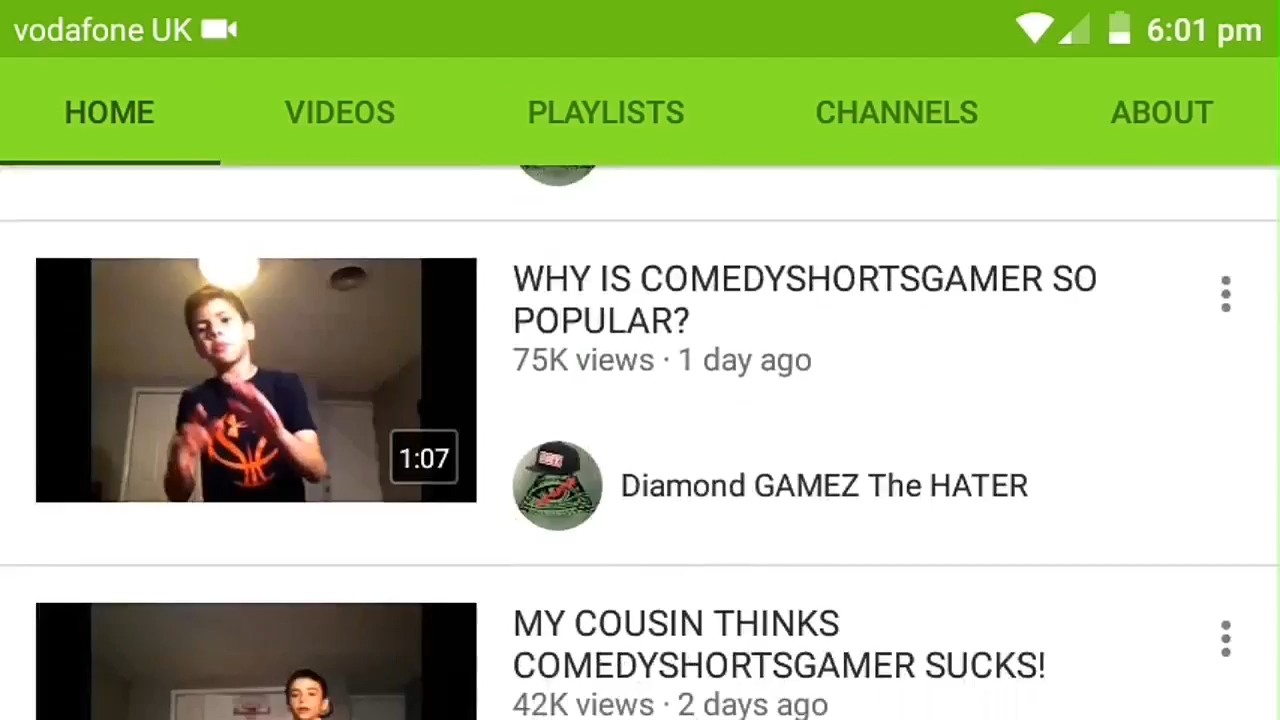 vodafone UK 6:01 pm
HOME VIDEOS PLAYLISTS CHANNELS ABOUT
WHY IS COMEDYSHORTSGAMER SO
POPULAR?
75K views · 1 day ago
1:07
Diamond GAMEZ The HATER
MY COUSIN THINKS
COMEDYSHORTSGAMER SUCKS!
42K views · 2 days ago